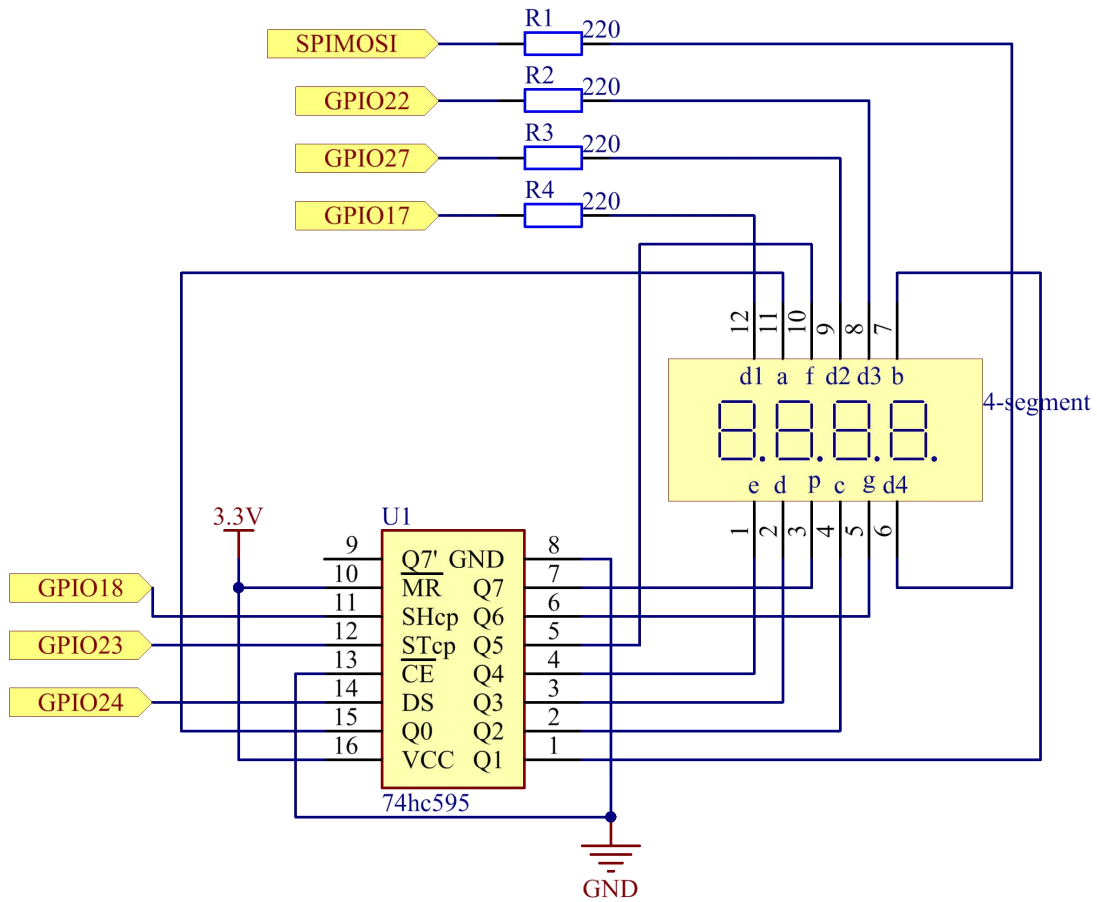 SPIMOSI R1 220
GPIO22 R2 220
GPIO27 R3 220
GPIO17 R4 220
12 11 10 9 8 7
d1 a f d2 d3 b
4-segment
e d p c g d4
1 2 3 4 5 6
3.3V
U1
9 Q7' GND 8
10 MR Q7 7
GPIO18 11 SHcp Q6 6
GPIO23 12 STcp Q5 5
13 CE Q4 4
GPIO24 14 DS Q3 3
15 Q0 Q2 2
16 VCC Q1 1
74hc595
GND